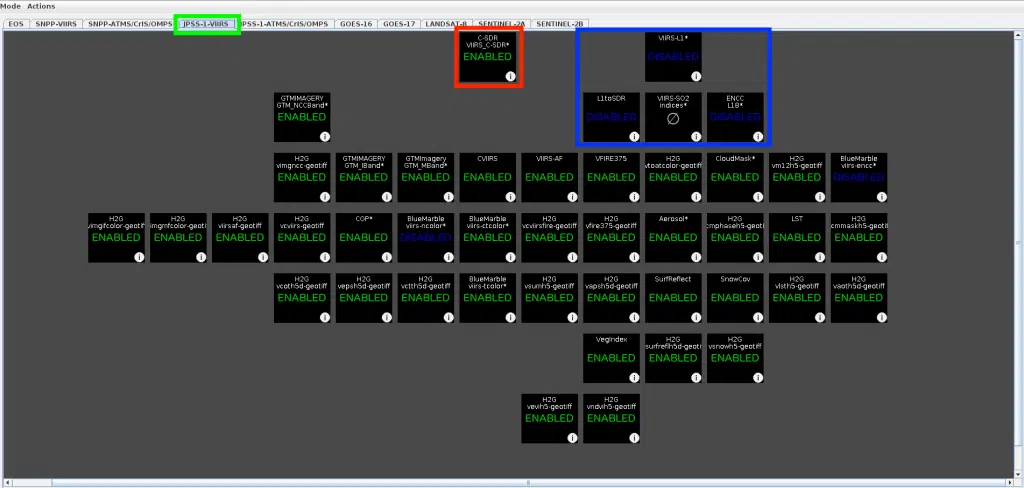 Mode Actions
EOS SNPP-VIIRS SNPP-ATMS/CrIS/OMPS JPSS-1-VIIRS JPSS-1-ATMS/CrIS/OMPS GOES-16 GOES-17 LANDSAT-8 SENTINEL-2A SENTINEL-2B
C-SDR
VIIRS_C-SDR*
ENABLED
i
VIIRS-L1*
DISABLED
i
GTMIMAGERY
GTM_NCCBand*
ENABLED
i
L1toSDR
DISABLED
i
VIIRS-SO2
indices*
i
ENCC
L1B*
DISABLED
i
H2G
vimgncc-geotiff
ENABLED
i
GTMIMAGERY
GTM_IBand*
ENABLED
i
GTMImagery
GTM_MBand*
ENABLED
i
CVIIRS
ENABLED
i
VIIRS-AF
ENABLED
i
VFIRE375
ENABLED
i
H2G
vtoatcolor-geotiff
ENABLED
i
CloudMask*
ENABLED
i
H2G
vm12h5-geotiff
ENABLED
i
BlueMarble
viirs-encc*
DISABLED
i
H2G
vimgifcolor-geotiff
ENABLED
i
H2G
ENABLED
i
H2G
viirsaf-geotiff
ENABLED
i
H2G
vcviirs-geotiff
ENABLED
i
COP*
ENABLED
i
BlueMarble
viirs-ncolor*
DISABLED
i
BlueMarble
viirs-ctcolor*
ENABLED
i
H2G
vcviirsfire-geotiff
ENABLED
i
H2G
vfire375-geotiff
ENABLED
i
Aerosol*
ENABLED
i
H2G
cmphaseh5-geoti
ENABLED
i
LST
ENABLED
i
H2G
cmmaskh5-geotif
ENABLED
i
H2G
vcoth5d-geotiff
ENABLED
i
H2G
vepsh5d-geotiff
ENABLED
i
H2G
vctth5d-geotiff
ENABLED
i
BlueMarble
viirs-tcolor*
ENABLED
i
H2G
vsumh5-geotiff
ENABLED
i
H2G
vapsh5d-geotiff
ENABLED
i
SurfReflect
ENABLED
i
SnowCov
ENABLED
i
H2G
vlsth5-geotiff
ENABLED
i
H2G
vaoth5d-geotiff
ENABLED
i
VegIndex
ENABLED
i
H2G
surfreflh5d-geoti
ENABLED
i
H2G
vsnowh5-geotiff
ENABLED
i
H2G
vevih5-geotiff
ENABLED
i
H2G
vndvih5-geotiff
ENABLED
i